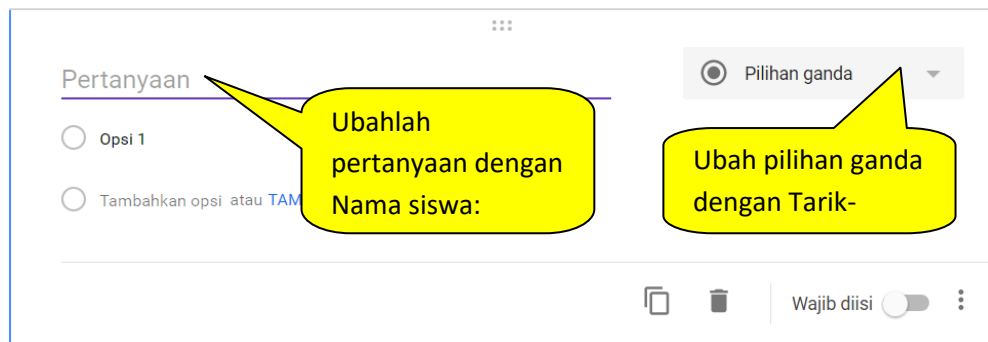 Pertanyaan
Pilihan ganda
Opsi 1
Tambahkan opsi atau TAM
Ubahlah
pertanyaan dengan
Nama siswa:
Ubah pilihan ganda
dengan Tarik-
Wajib diisi